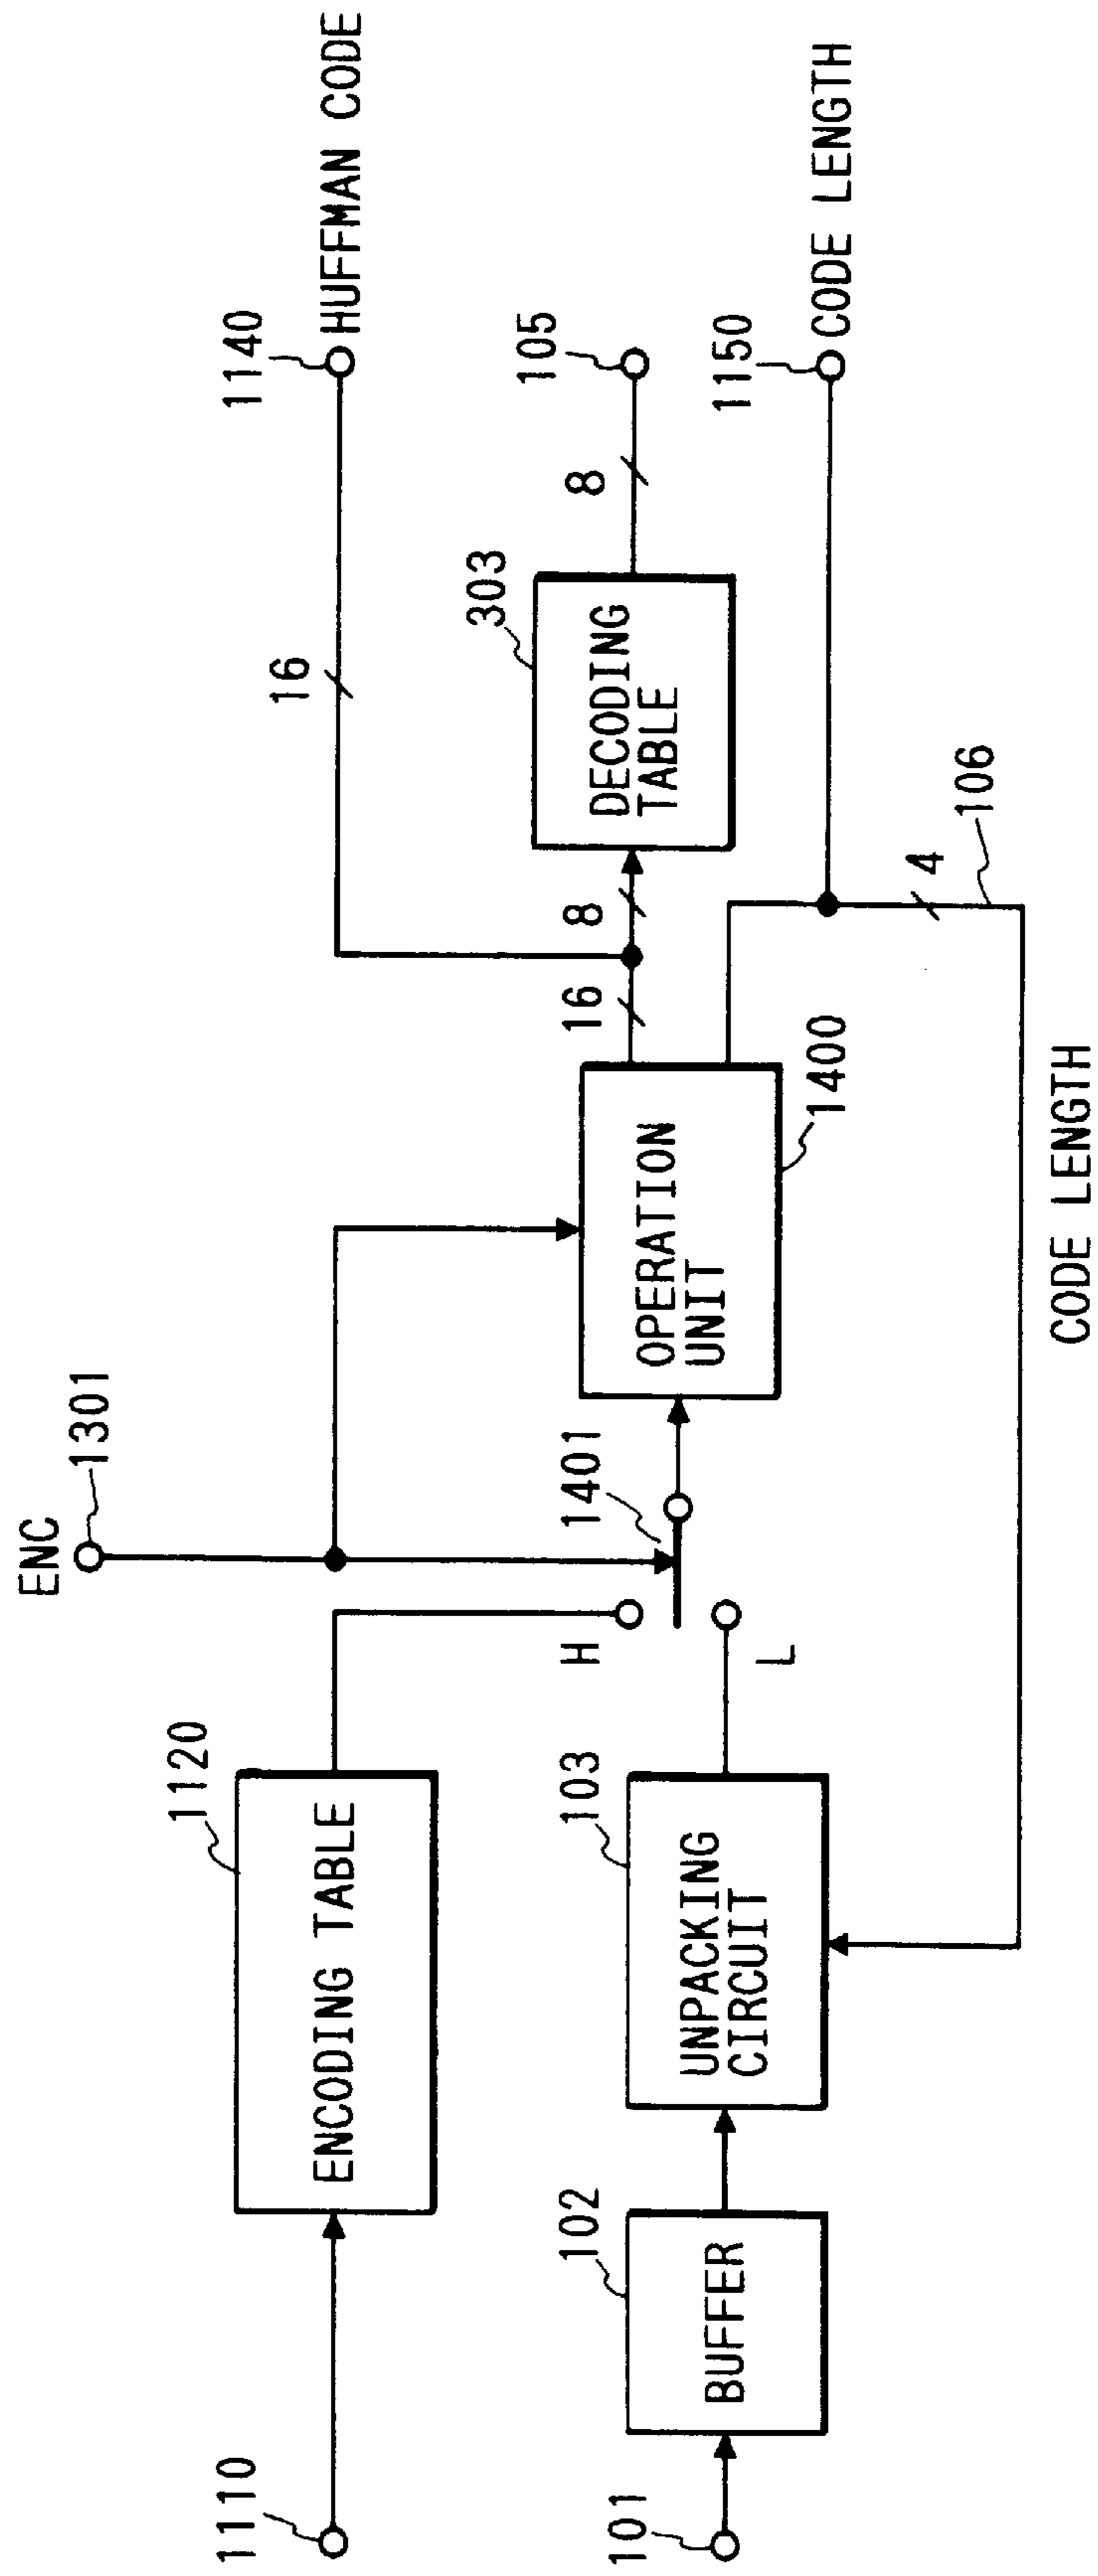 ENC
1301
1110
1120
ENCODING TABLE
16
1140
HUFFMAN CODE
101
102
BUFFER
103
UNPACKING
CIRCUIT
H
L
1401
OPERATION
UNIT
1400
16
8
303
DECODING
TABLE
8
105
1150
CODE LENGTH
4
106
CODE LENGTH